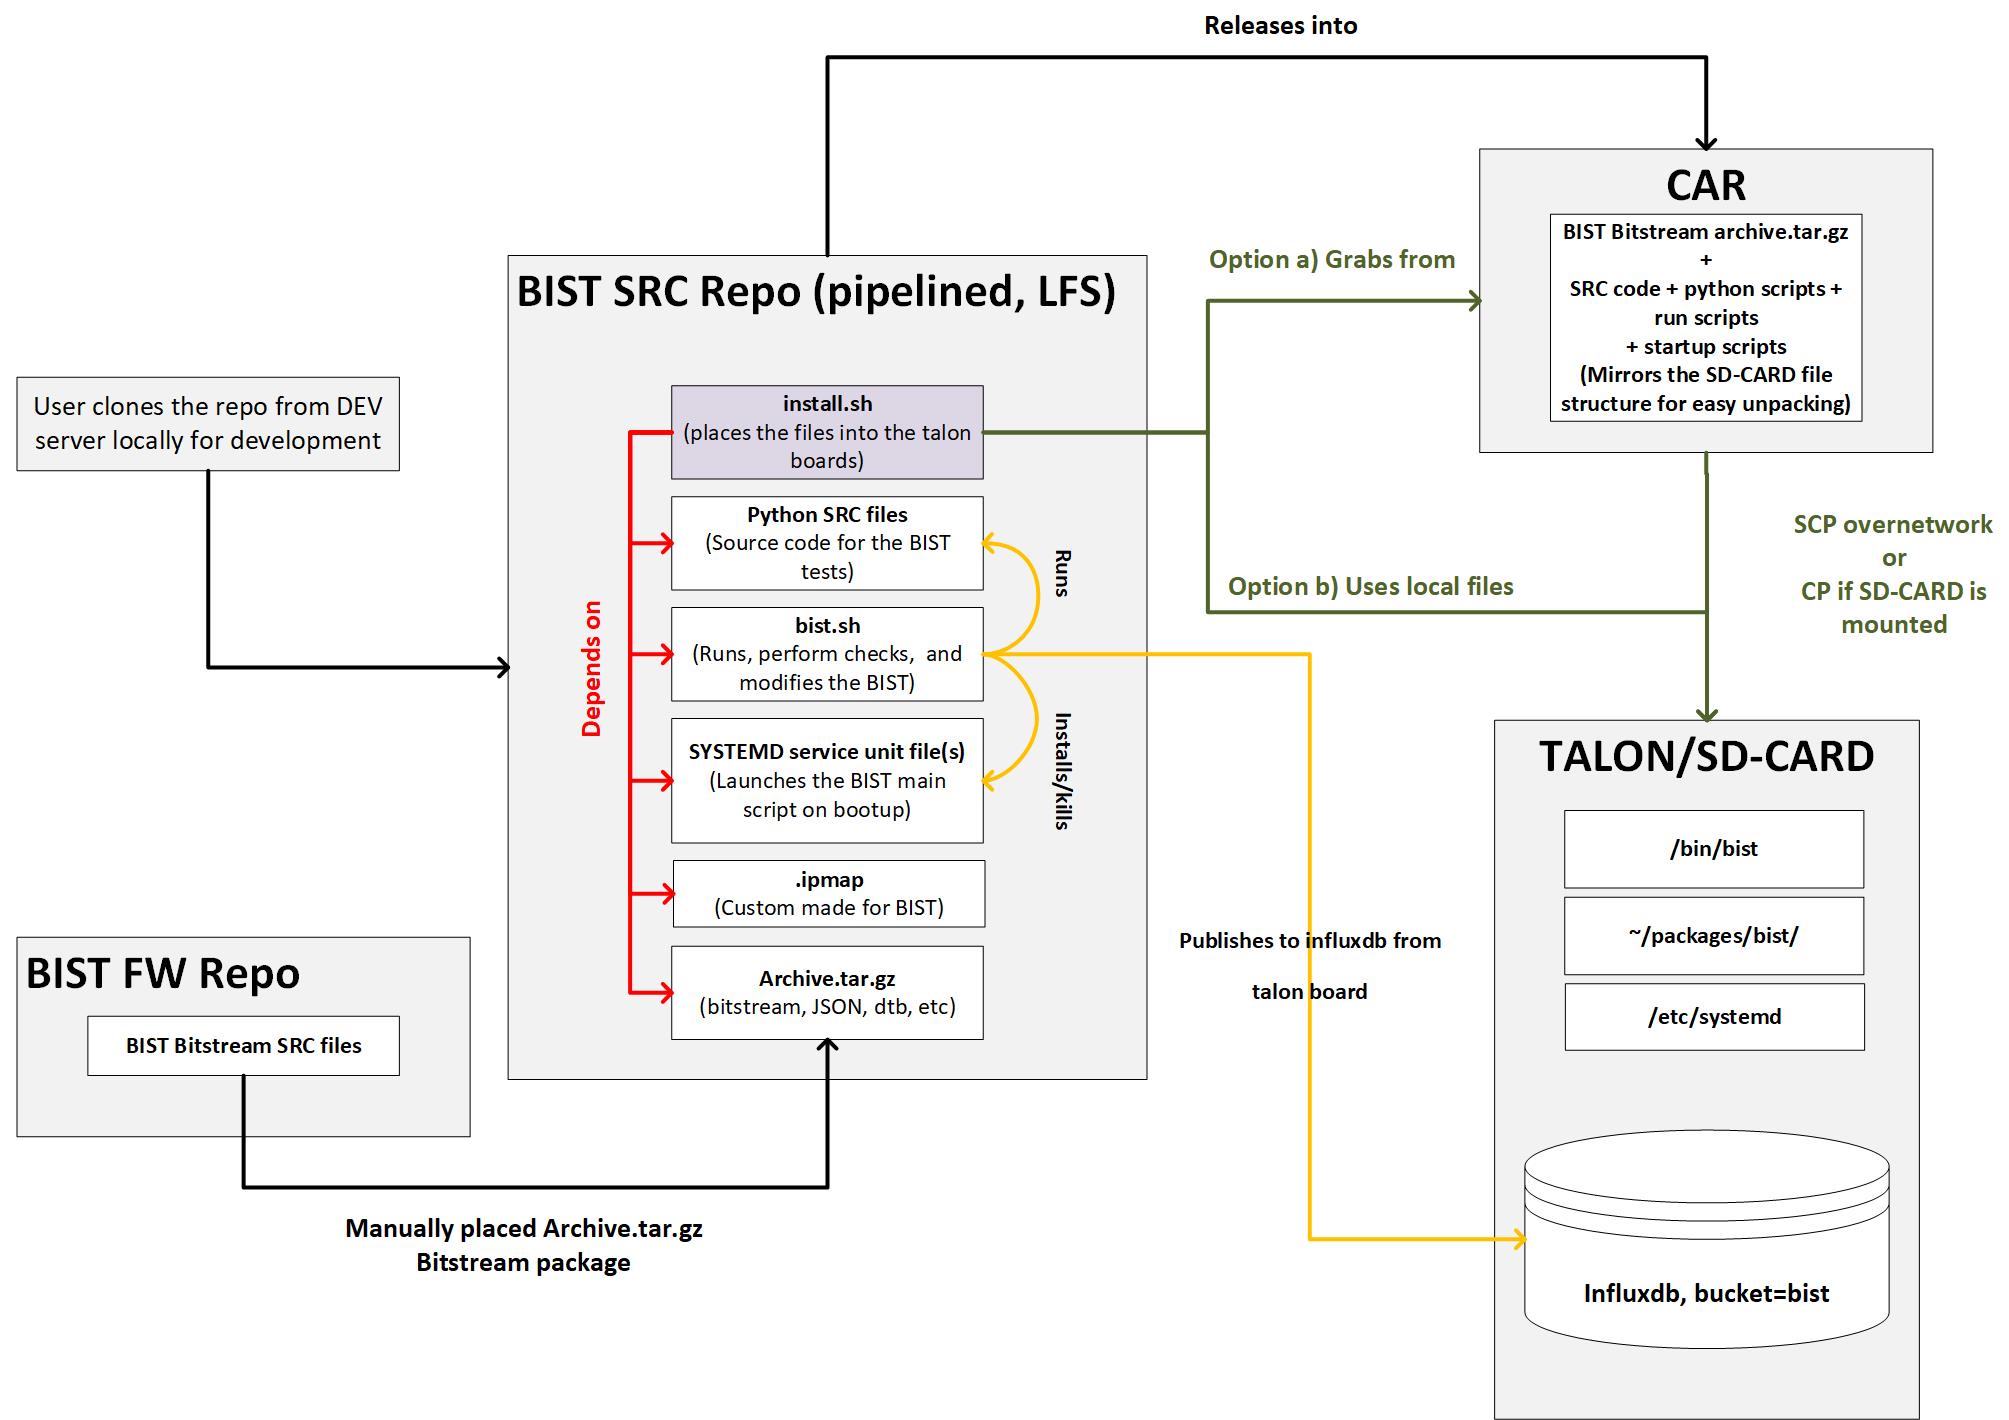 Releases into
CAR
BIST Bitstream archive.tar.gz
+
SRC code + python scripts +
run scripts
+ startup scripts
(Mirrors the SD-CARD file
structure for easy unpacking)
Option a) Grabs from
BIST SRC Repo (pipelined, LFS)
install.sh
(places the files into the talon
boards)
Python SRC files
(Source code for the BIST
tests)
bist.sh
(Runs, perform checks, and
modifies the BIST)
SYSTEMD service unit file(s)
(Launches the BIST main
script on bootup)
.ipmap
(Custom made for BIST)
Archive.tar.gz
(bitstream, JSON, dtb, etc)
Depends on
Runs
Installs/kills
User clones the repo from DEV
server locally for development
SCP overnetwork
or
CP if SD-CARD is
mounted
Option b) Uses local files
TALON/SD-CARD
/bin/bist
~/packages/bist/
/etc/systemd
Influxdb, bucket=bist
Publishes to influxdb from
talon board
BIST FW Repo
BIST Bitstream SRC files
Manually placed Archive.tar.gz
Bitstream package